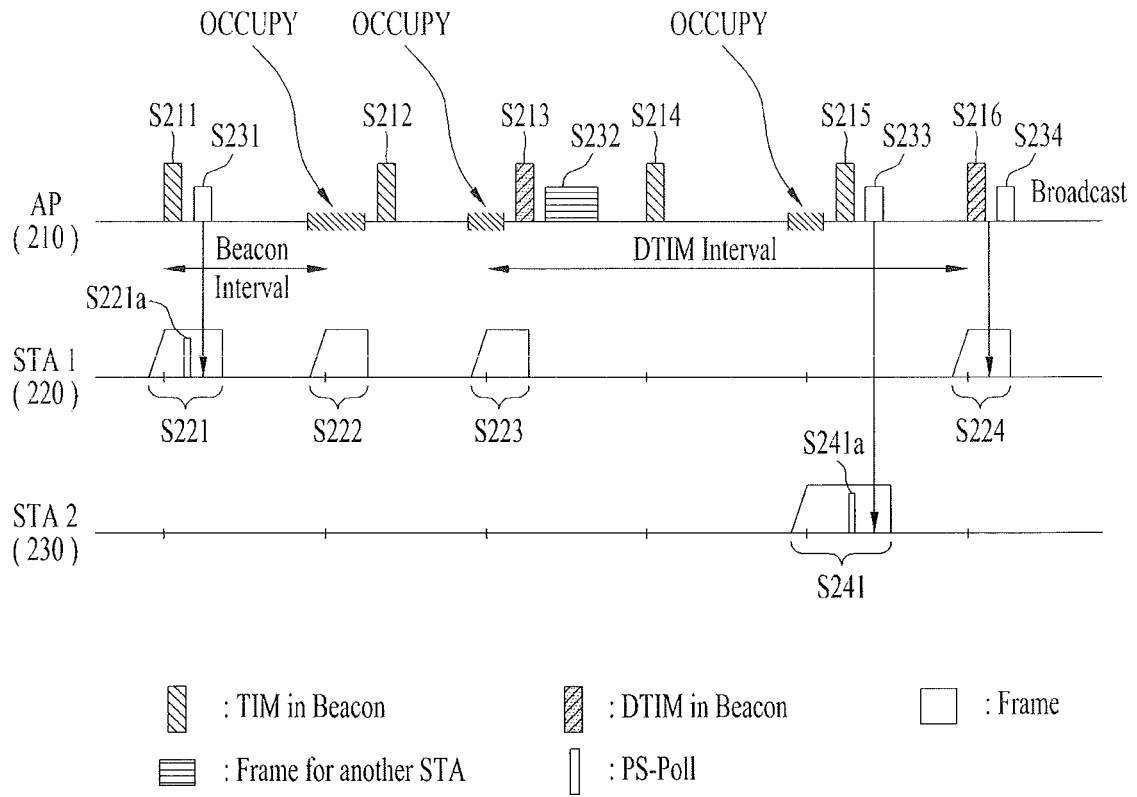 OCCUPY OCCUPY OCCUPY
S211 S231 S212 S213 S232 S214 S215 S233 S216 S234
AP
( 210 )
Broadcast
Beacon
Interval
DTIM Interval
S221a
STA 1
( 220 )
S221 S222 S223 S224
S241a
STA 2
( 230 )
S241
: TIM in Beacon : DTIM in Beacon : Frame
: Frame for another STA : PS-Poll